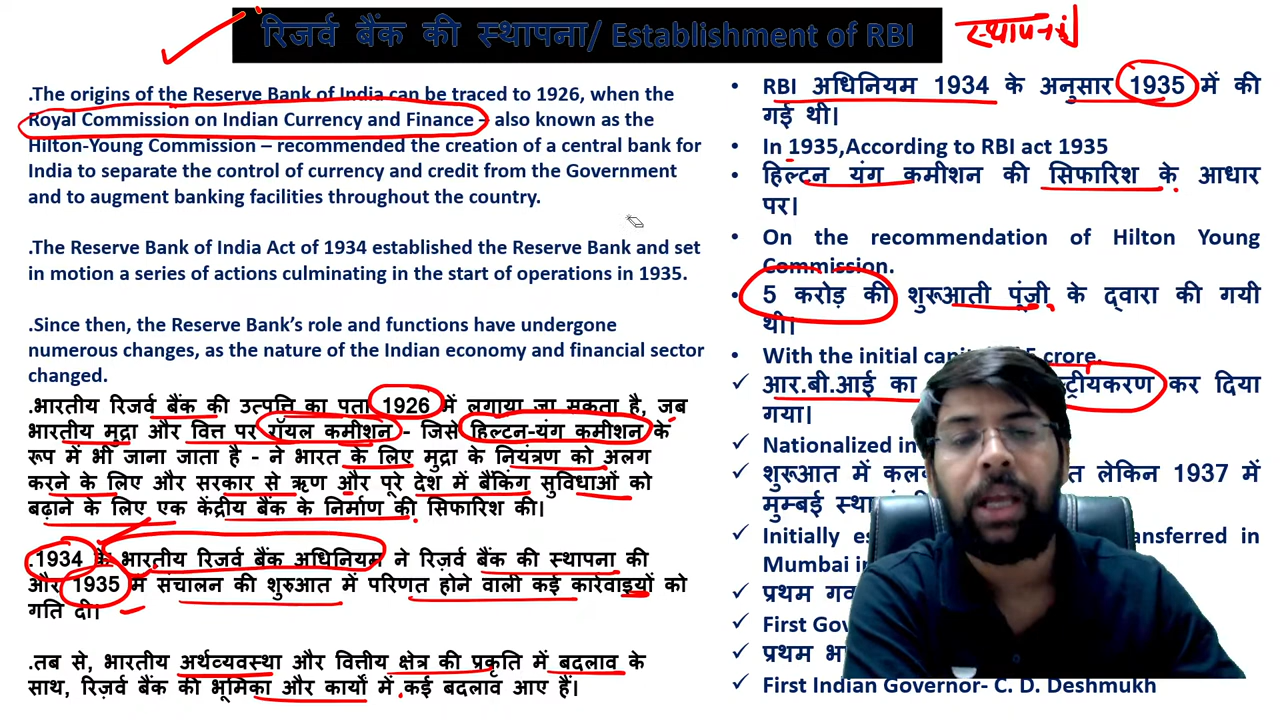 रिजर्व बैंक की स्थापना/ Establishment of RBI
स्थापना
.The origins of the Reserve Bank of India can be traced to 1926, when the
Royal Commission on Indian Currency and Finance – also known as the
Hilton-Young Commission – recommended the creation of a central bank for
India to separate the control of currency and credit from the Government
and to augment banking facilities throughout the country.
.The Reserve Bank of India Act of 1934 established the Reserve Bank and set
in motion a series of actions culminating in the start of operations in 1935.
.Since then, the Reserve Bank's role and functions have undergone
numerous changes, as the nature of the Indian economy and financial sector
changed.
.भारतीय रिजर्व बैंक की उत्पत्ति का पता 1926 में लगाया जा सकता है, जब
भारतीय मुद्रा और वित्त पर रॉयल कमीशन - जिसे हिल्टन-यंग कमीशन के
रूप में भी जाना जाता है - ने भारत के लिए मुद्रा के नियंत्रण को अलग
करने के लिए और सरकार से ऋण और पूरे देश में बैंकिंग सुविधाओं को
बढ़ाने के लिए एक केंद्रीय बैंक के निर्माण की सिफारिश की।
.1934 के भारतीय रिजर्व बैंक अधिनियम ने रिज़र्व बैंक की स्थापना की
और 1935 में संचालन की शुरुआत में परिणत होने वाली कई कार्रवाइयों को
गति दी।
.तब से, भारतीय अर्थव्यवस्था और वित्तीय क्षेत्र की प्रकृति में बदलाव के
साथ, रिज़र्व बैंक की भूमिका और कार्यों में कई बदलाव आए हैं।
• RBI अधिनियम 1934 के अनुसार 1935 में की
गई थी।
• In 1935,According to RBI act 1935
• हिल्टन यंग कमीशन की सिफारिश के आधार
पर।
• On the recommendation of Hilton Young
Commission.
• 5 करोड़ की शुरूआती पूंजी के द्वारा की गयी
थी।
• With the initial capital 5 crore.
✓ आर.बी.आई का ट्रीयकरण कर दिया
गया।
✓ Nationalized in
✓ शुरूआत में लेकिन 1937 में
मुम्बई
✓ Initially in
Mumbai
✓ प्रथम
✓ First
✓ प्रथम
✓ First Indian Governor- C. D. Deshmukh